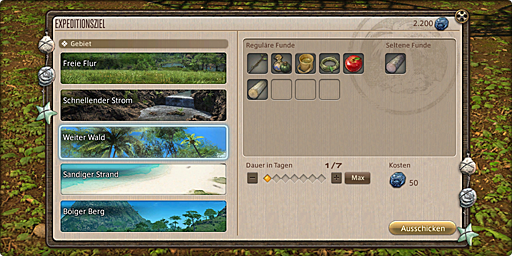 EXPEDITIONSZIEL
2.200
Gebiet
Freie Flur
Schnellender Strom
Weiter Wald
Sandiger Strand
Böiger Berg
Reguläre Funde
Seltene Funde
Dauer in Tagen
1/7
Max
Kosten
50
Ausschicken